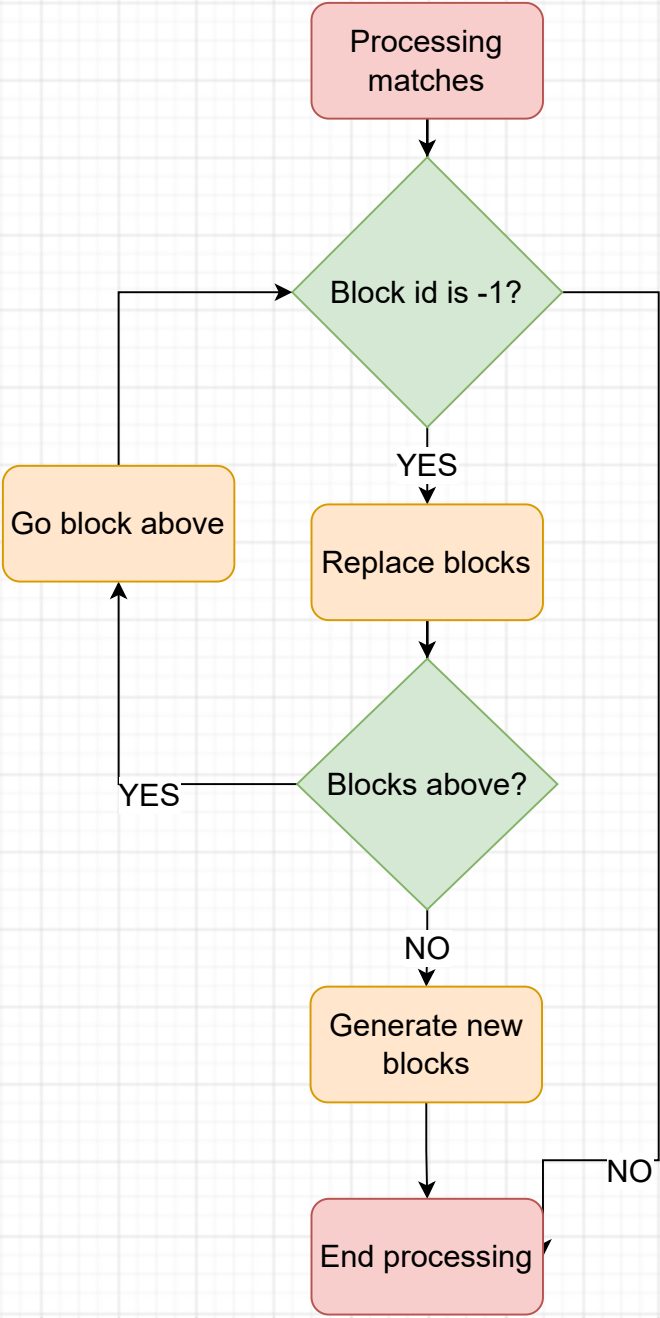 Processing
matches
Block id is -1?
YES
Go block above
Replace blocks
Blocks above?
YES
NO
Generate new
blocks
NO
End processing